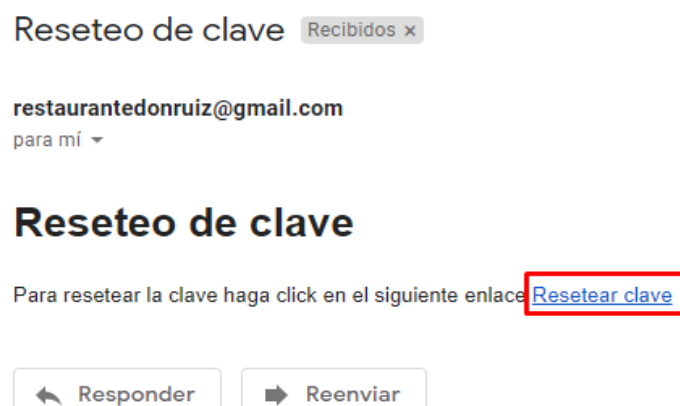 Reseteo de clave Recibidos x
restaurantedonruiz@gmail.com
para mí
Reseteo de clave
Para resetear la clave haga click en el siguiente enlace Resetear clave
Responder Reenviar